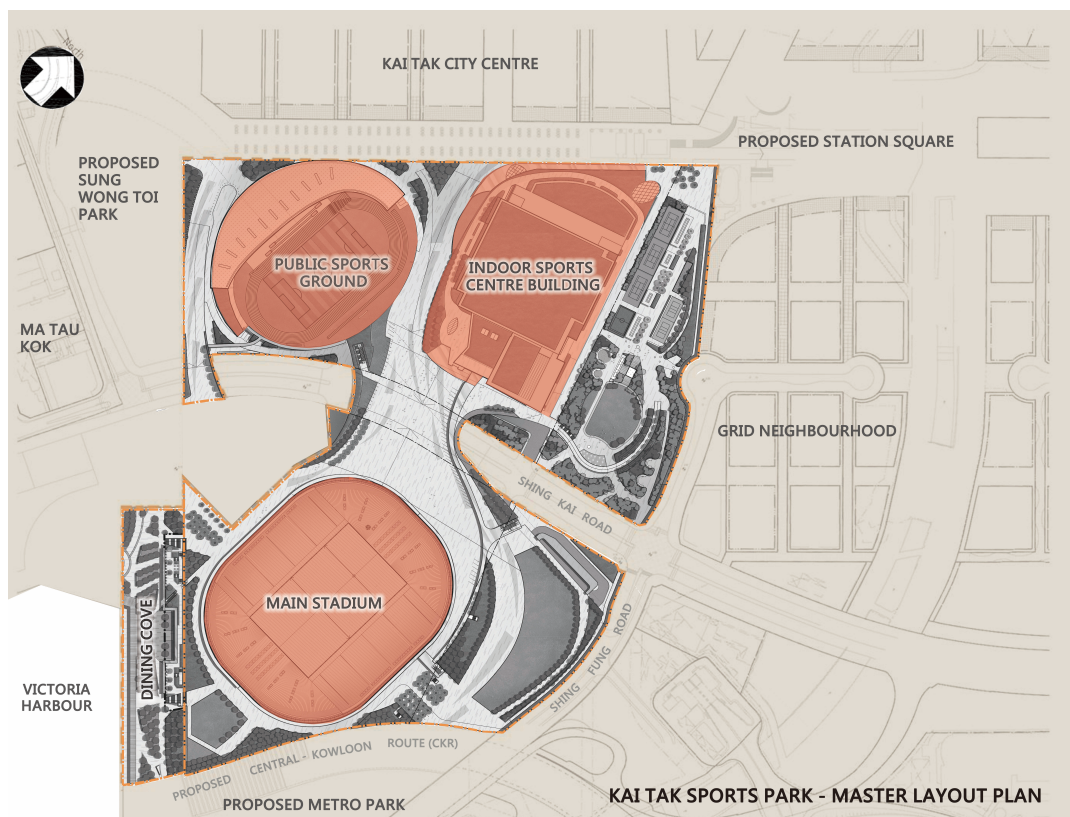 North
KAI TAK CITY CENTRE
PROPOSED STATION SQUARE
PROPOSED
SUNG
WONG TOI
PARK
PUBLIC SPORTS
GROUND
INDOOR SPORTS
CENTRE BUILDING
MA TAU
KOK
GRID NEIGHBOURHOOD
SHING KAI ROAD
MAIN STADIUM
DINING COVE
SHING FUNG ROAD
VICTORIA
HARBOUR
PROPOSED CENTRAL - KOWLOON ROUTE (CKR)
PROPOSED METRO PARK
KAI TAK SPORTS PARK - MASTER LAYOUT PLAN